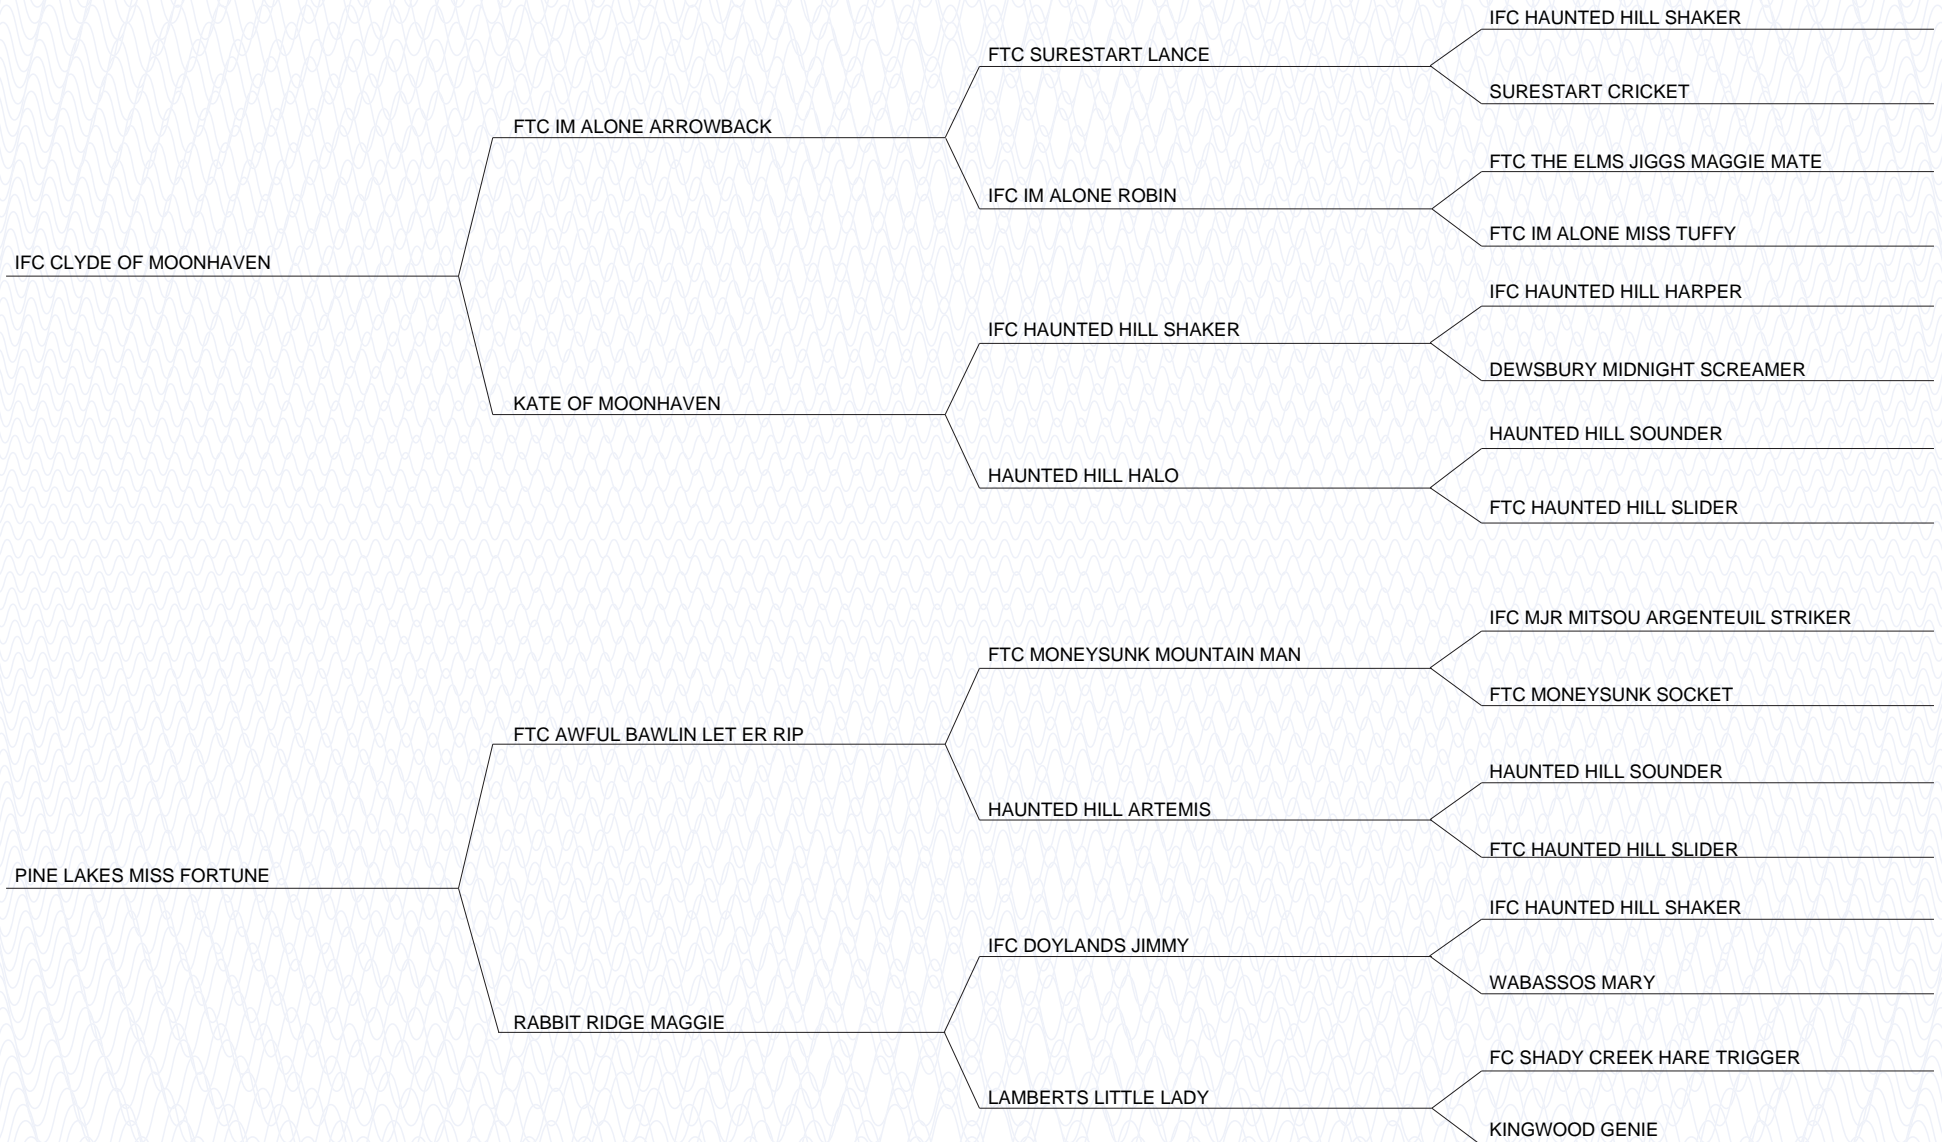 IFC HAUNTED HILL SHAKER
FTC SURESTART LANCE
SURESTART CRICKET
FTC IM ALONE ARROWBACK
FTC THE ELMS JIGGS MAGGIE MATE
IFC IM ALONE ROBIN
FTC IM ALONE MISS TUFFY
IFC CLYDE OF MOONHAVEN
IFC HAUNTED HILL HARPER
IFC HAUNTED HILL SHAKER
DEWSBURY MIDNIGHT SCREAMER
KATE OF MOONHAVEN
HAUNTED HILL SOUNDER
HAUNTED HILL HALO
FTC HAUNTED HILL SLIDER
IFC MJR MITSOU ARGENTEUIL STRIKER
FTC MONEYSUNK MOUNTAIN MAN
FTC MONEYSUNK SOCKET
FTC AWFUL BAWLIN LET ER RIP
HAUNTED HILL SOUNDER
HAUNTED HILL ARTEMIS
FTC HAUNTED HILL SLIDER
PINE LAKES MISS FORTUNE
IFC HAUNTED HILL SHAKER
IFC DOYLANDS JIMMY
WABASSOS MARY
RABBIT RIDGE MAGGIE
FC SHADY CREEK HARE TRIGGER
LAMBERTS LITTLE LADY
KINGWOOD GENIE